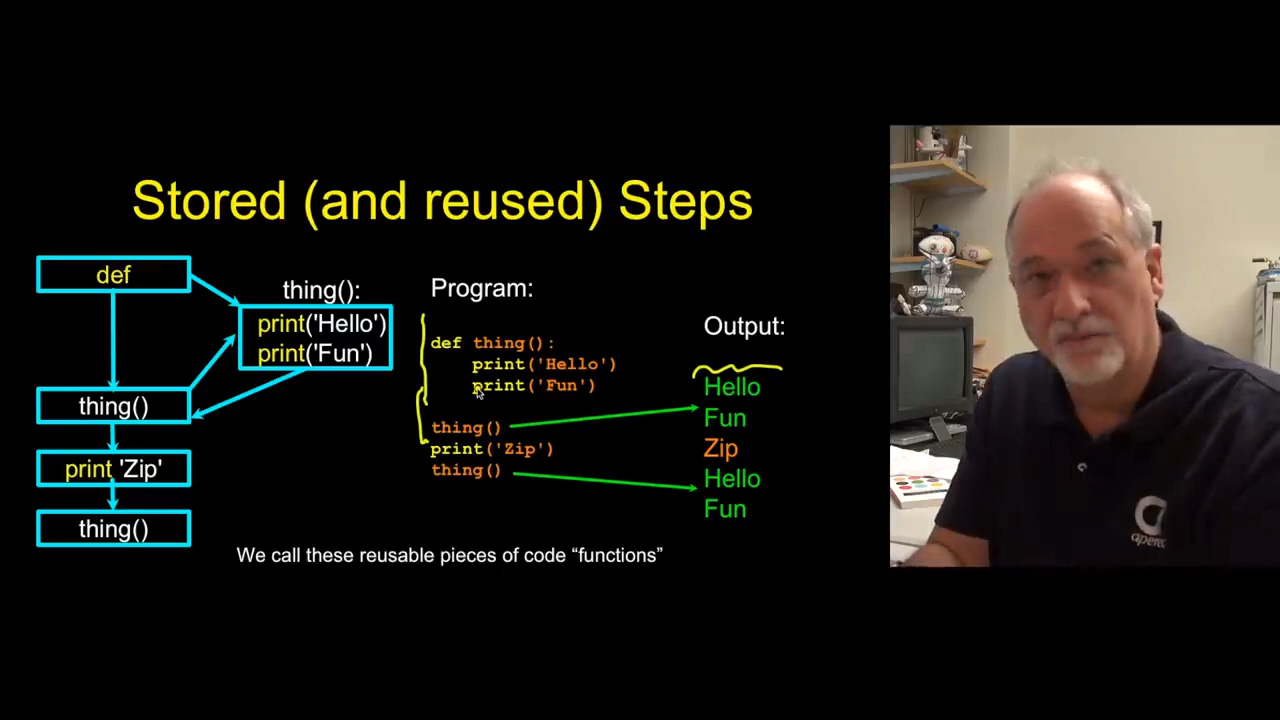 Stored (and reused) Steps
def
thing():
print('Hello')
print('Fun')
thing()
print 'Zip'
thing()
Program:
def thing():
print('Hello')
print('Fun')
thing()
print('Zip')
thing()
Output:
Hello
Fun
Zip
Hello
Fun
We call these reusable pieces of code “functions”